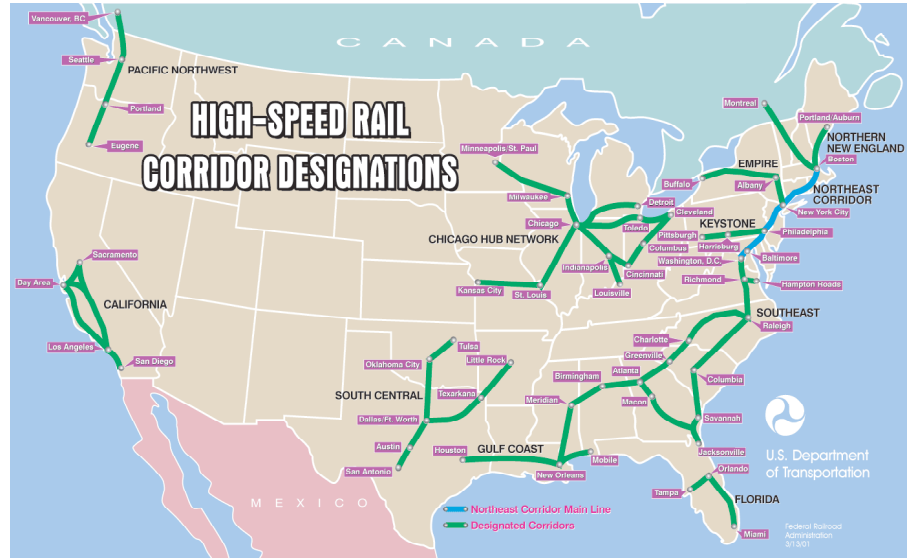 CANADA
HIGH-SPEED RAIL
CORRIDOR DESIGNATIONS
Vancouver, BC
Seattle
PACIFIC NORTHWEST
Portland
Eugene
Sacramento
Bay Area
CALIFORNIA
Los Angeles
San Diego
Minneapolis/St. Paul
Milwaukee
Chicago
CHICAGO HUB NETWORK
Detroit
Cleveland
Toledo
Columbus
Indianapolis
Cincinnati
Kansas City
St. Louis
Louisville
Montreal
Portland/Auburn
NORTHERN
NEW ENGLAND
Boston
EMPIRE
Buffalo
Albany
NORTHEAST
CORRIDOR
New York City
KEYSTONE
Pittsburgh
Harrisburg
Philadelphia
Washington, D.C.
Baltimore
Richmond
Hampton Roads
SOUTHEAST
Raleigh
Charlotte
Greenville
Atlanta
Birmingham
Macon
Columbia
Meridian
Savannah
Jacksonville
Tulsa
Oklahoma City
Little Rock
SOUTH CENTRAL
Texarkana
Dallas/Ft. Worth
Austin
San Antonio
Houston
GULF COAST
Mobile
New Orleans
Orlando
Tampa
FLORIDA
Miami
MEXICO
Northeast Corridor Main Line
Designated Corridors
U.S. Department
of Transportation
Federal Railroad
Administration
3/13/01